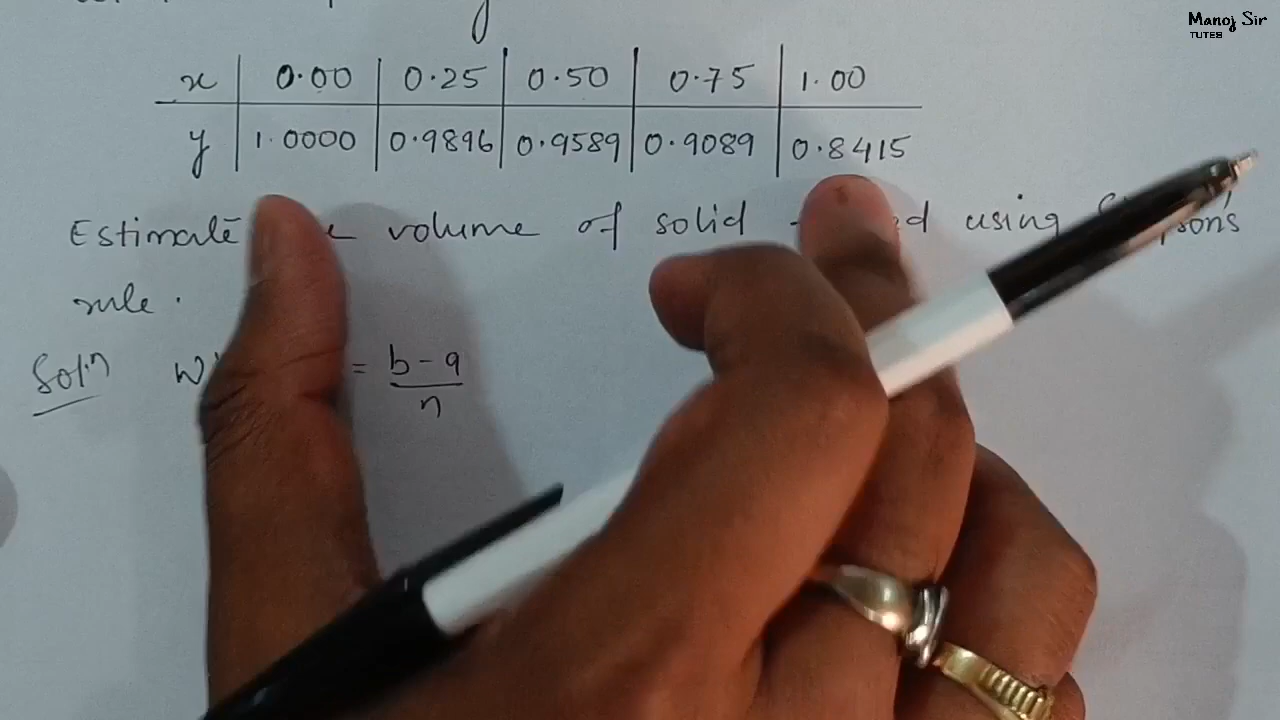 Manoj Sir
TUTES
x 0.00 0.25 0.50 0.75 1.00
y 1.0000 0.9896 0.9589 0.9089 0.8415
Estimate volume of solid using
rule.
Sol.n = b-a
n